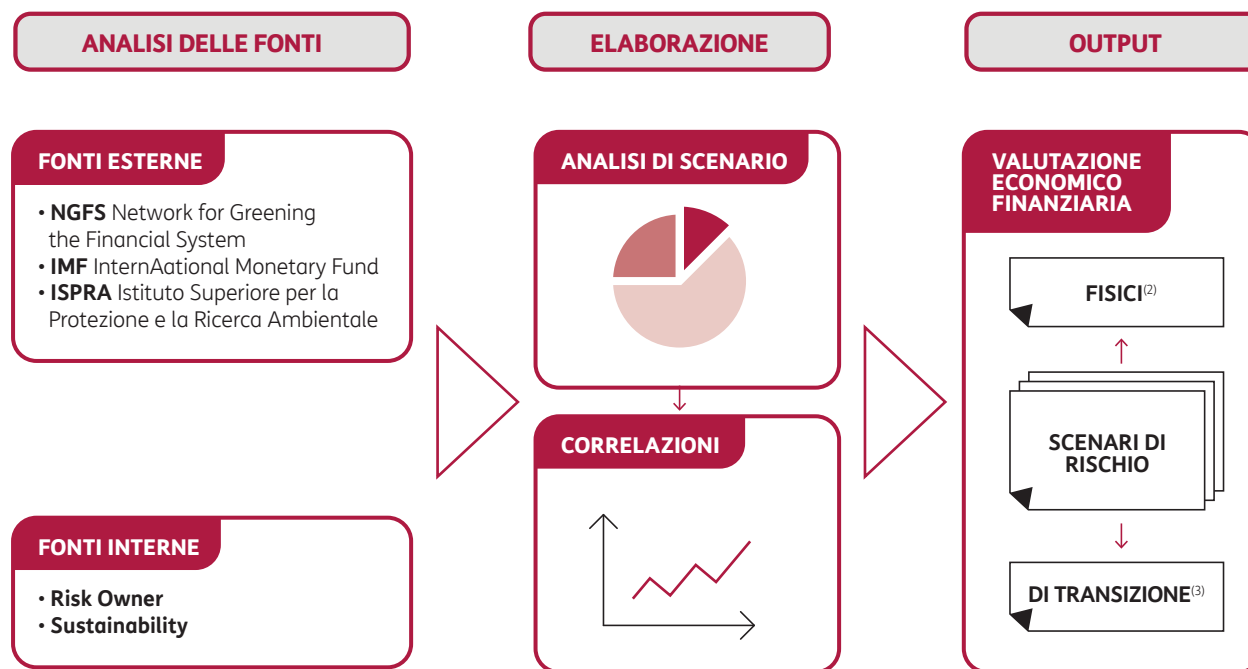 ANALISI DELLE FONTI
FONTI ESTERNE
• NGFS Network for Greening
the Financial System
• IMF InternAational Monetary Fund
• ISPRA Istituto Superiore per la
Protezione e la Ricerca Ambientale
FONTI INTERNE
• Risk Owner
• Sustainability
ELABORAZIONE
ANALISI DI SCENARIO
CORRELAZIONI
OUTPUT
VALUTAZIONE
ECONOMICO
FINANZIARIA
FISICI(2)
SCENARI DI
RISCHIO
DI TRANSIZIONE(3)